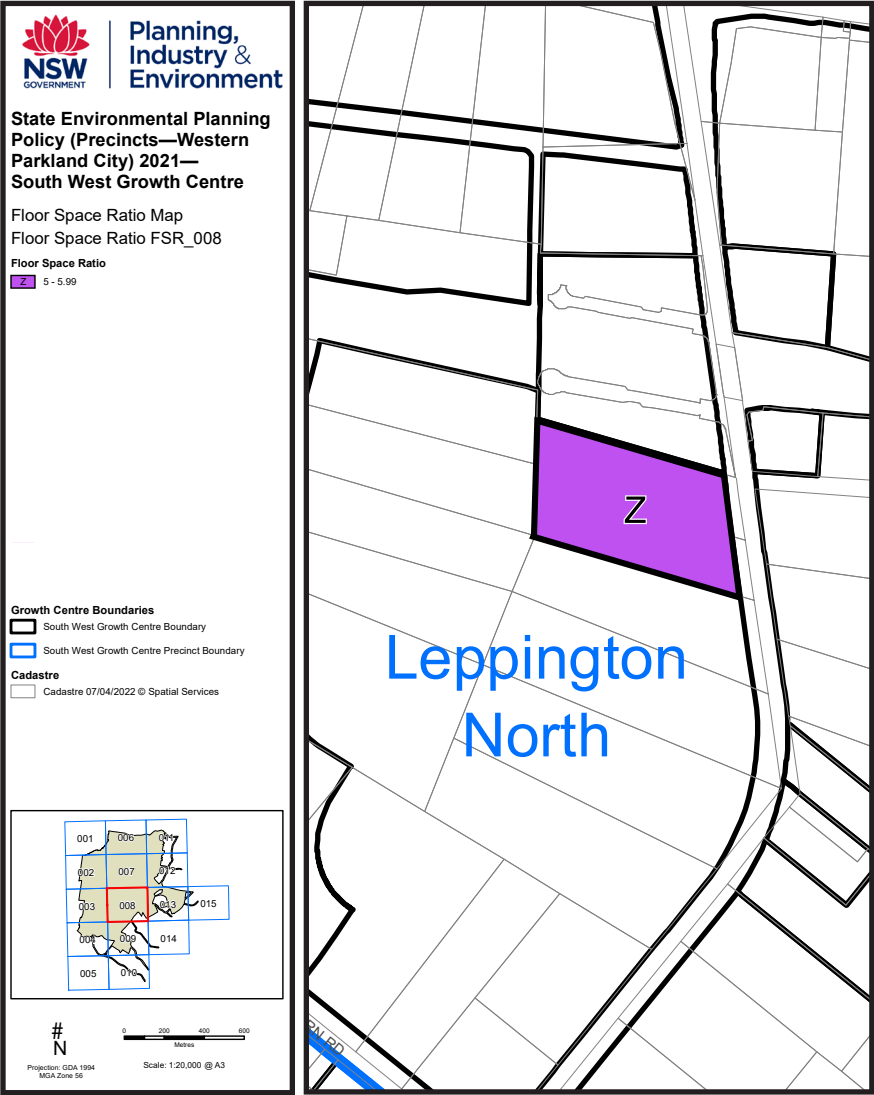 NSW
GOVERNMENT
Planning,
Industry &
Environment
State Environmental Planning
Policy (Precincts—Western
Parkland City) 2021—
South West Growth Centre
Floor Space Ratio Map
Floor Space Ratio FSR_008
Floor Space Ratio
Z 5 - 5.99
Growth Centre Boundaries
South West Growth Centre Boundary
South West Growth Centre Precinct Boundary
Cadastre
Cadastre 07/04/2022 © Spatial Services
001 006 011
002 007 012
003 008 013 015
004 009 014
005 010
#
N
Projection: GDA 1994
MGA Zone 56
0 200 400 600
Metres
Scale: 1:20,000 @ A3
Z
Leppington
North
RN RD